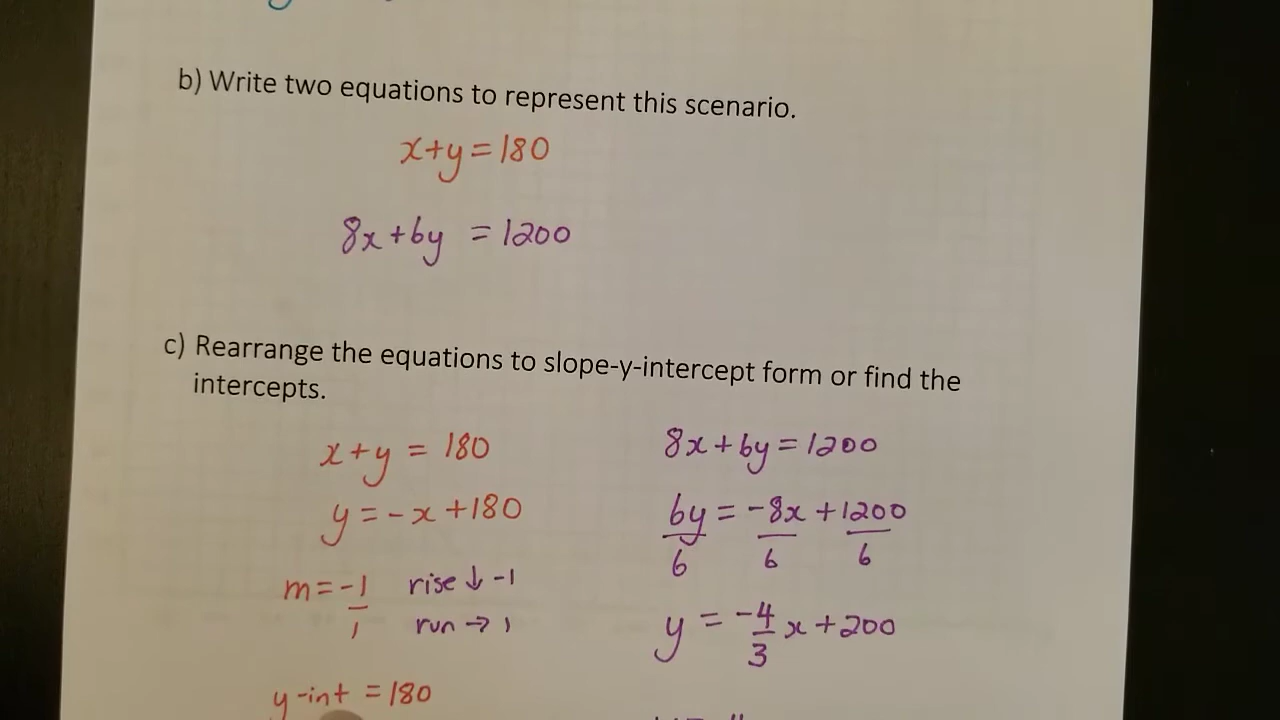 b) Write two equations to represent this scenario.
x+y=180
8x+6y = 1200
c) Rearrange the equations to slope-y-intercept form or find the
intercepts.
x+y = 180
y=-x+180
m=-1/1 rise ↓ -1
run → 1
y-int = 180
8x+6y=1200
6y/6 = -8x/6 + 1200/6
y = -4/3 x+200